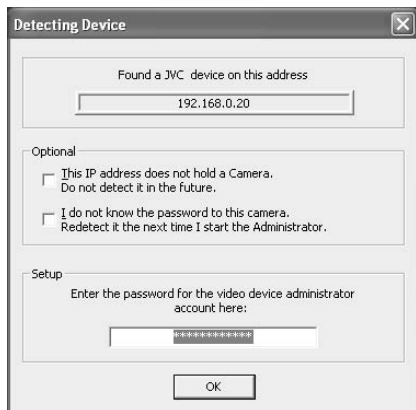 Detecting Device
Found a JVC device on this address
192.168.0.20
Optional
This IP address does not hold a Camera.
Do not detect it in the future.
I do not know the password to this camera.
Redetect it the next time I start the Administrator.
Setup
Enter the password for the video device administrator
account here:
************
OK